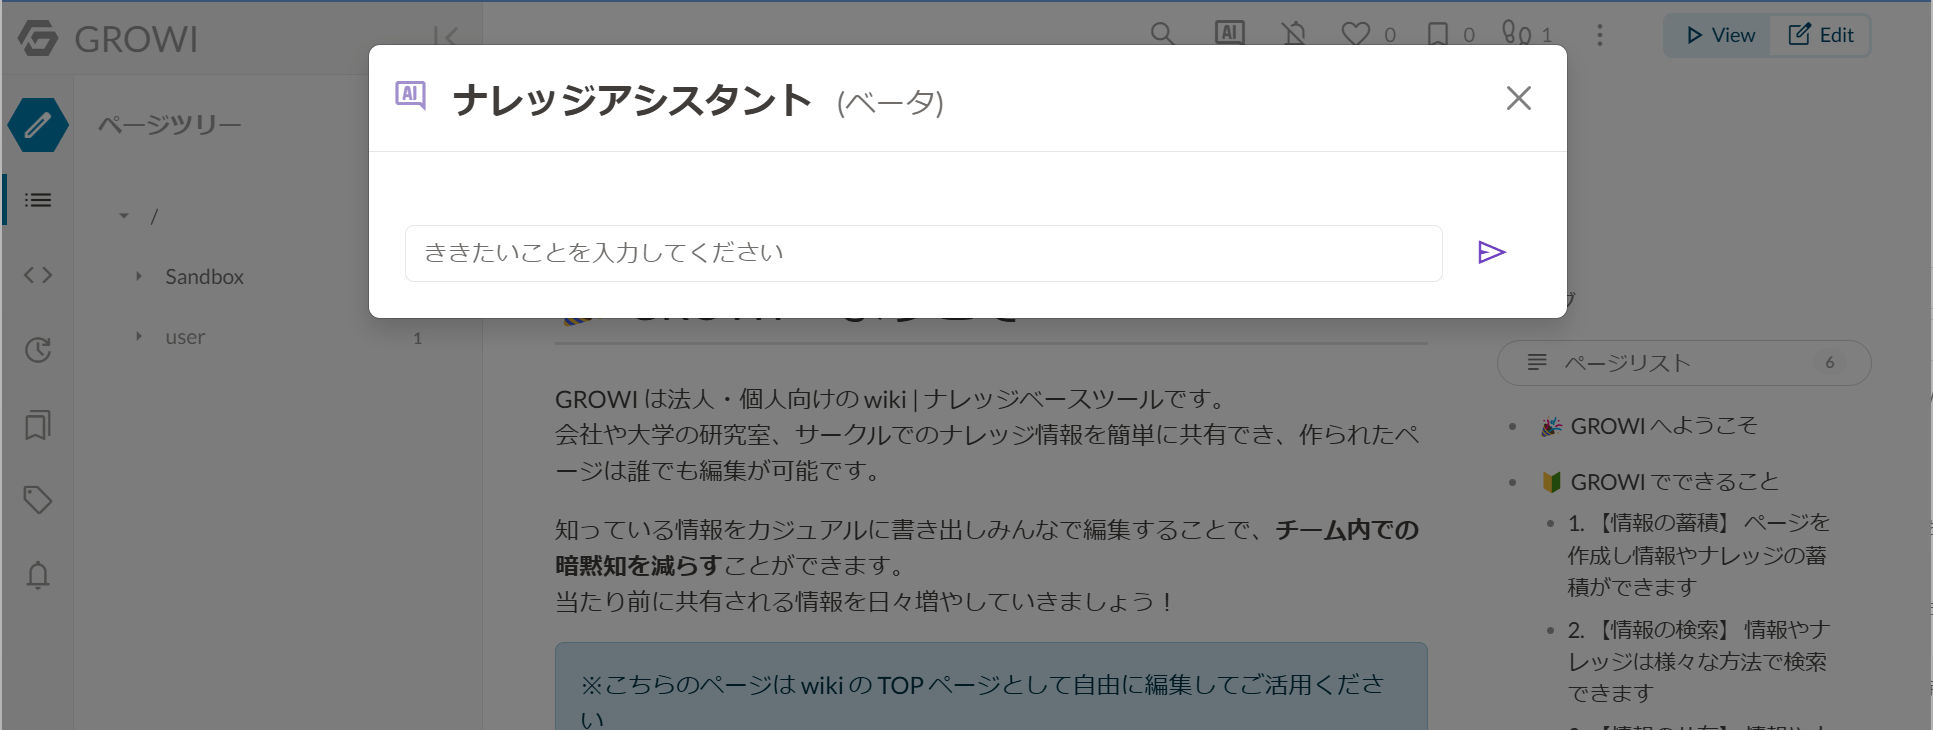 GROWI
AI
0
0
1
View
Edit
AI ナレッジアシスタント (ベータ)
ききたいことを入力してください
ページツリー
/
Sandbox
user
1
GROWI は法人・個人向けの wiki | ナレッジベースツールです。
会社や大学の研究室、サークルでのナレッジ情報を簡単に共有でき、作られたペ
ージは誰でも編集が可能です。
知っている情報をカジュアルに書き出しみんなで編集することで、チーム内での
暗黙知を減らすことができます。
当たり前に共有される情報を日々増やしていきましょう！
※こちらのページは wiki の TOP ページとして自由に編集してご活用くださ
い
グ
ページリスト
6
GROWI へようこそ
GROWI でできること
1. 【情報の蓄積】 ページを
作成し情報やナレッジの蓄
積ができます
2. 【情報の検索】 情報やナ
レッジは様々な方法で検索
できます